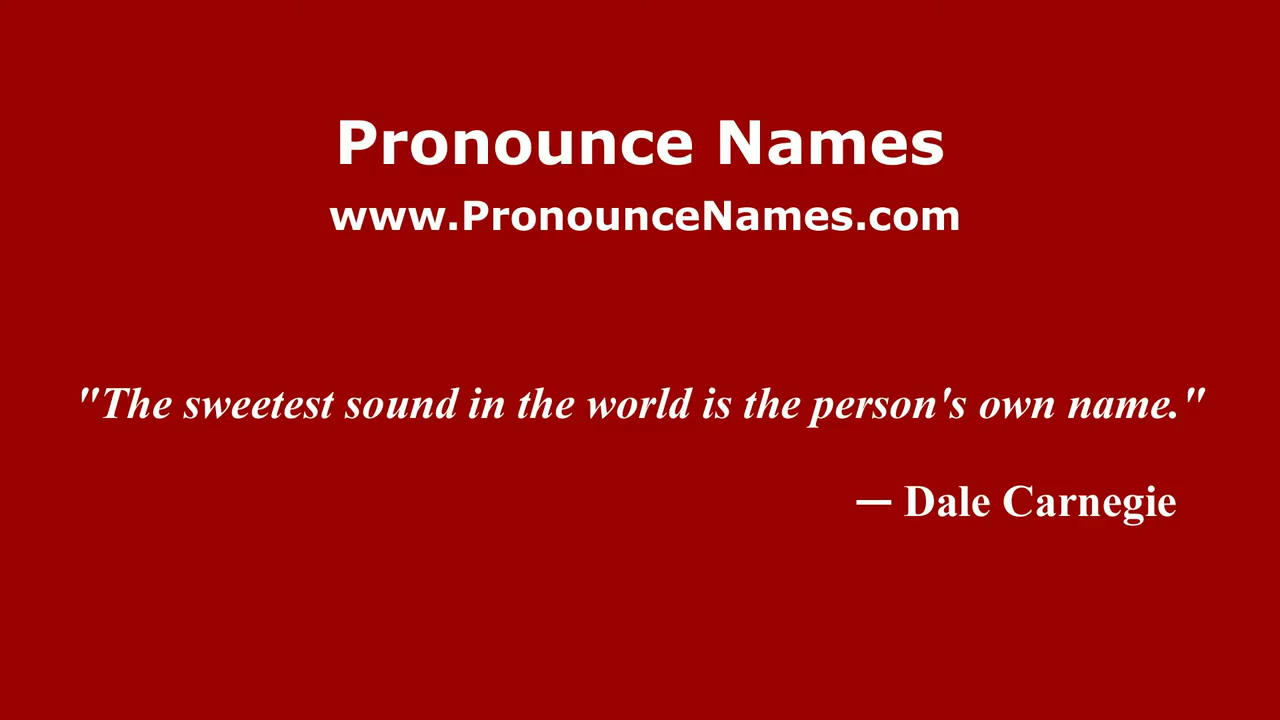 Pronounce Names
www.PronounceNames.com
"The sweetest sound in the world is the person's own name."
— Dale Carnegie